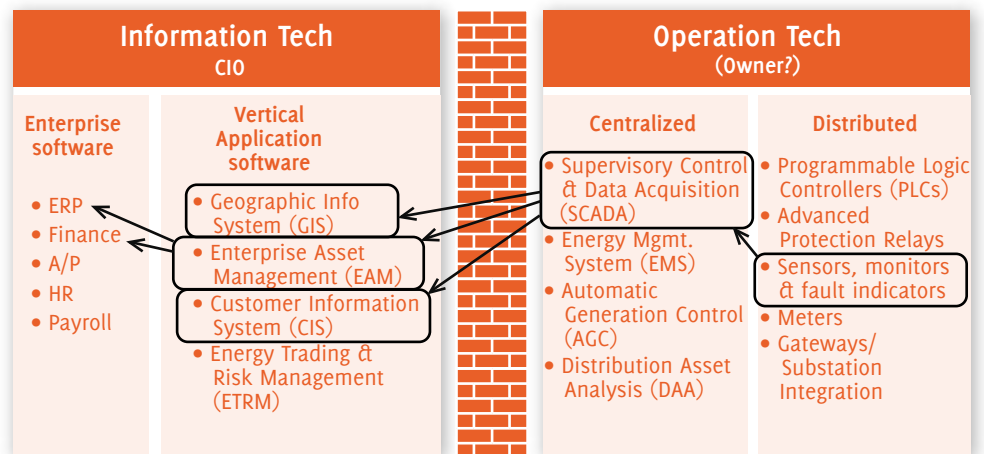 Information Tech
CIO
Enterprise
software
• ERP
• Finance
• A/P
• HR
• Payroll
Vertical
Application
software
• Geographic Info
System (GIS)
• Enterprise Asset
Management (EAM)
• Customer Information
System (CIS)
• Energy Trading &
Risk Management
(ETRM)
Operation Tech
(Owner?)
Centralized
• Supervisory Control
& Data Acquisition
(SCADA)
• Energy Mgmt.
System (EMS)
• Automatic
Generation Control
(AGC)
• Distribution Asset
Analysis (DAA)
Distributed
• Programmable Logic
Controllers (PLCs)
• Advanced
Protection Relays
• Sensors, monitors
& fault indicators
• Meters
• Gateways/
Substation
Integration